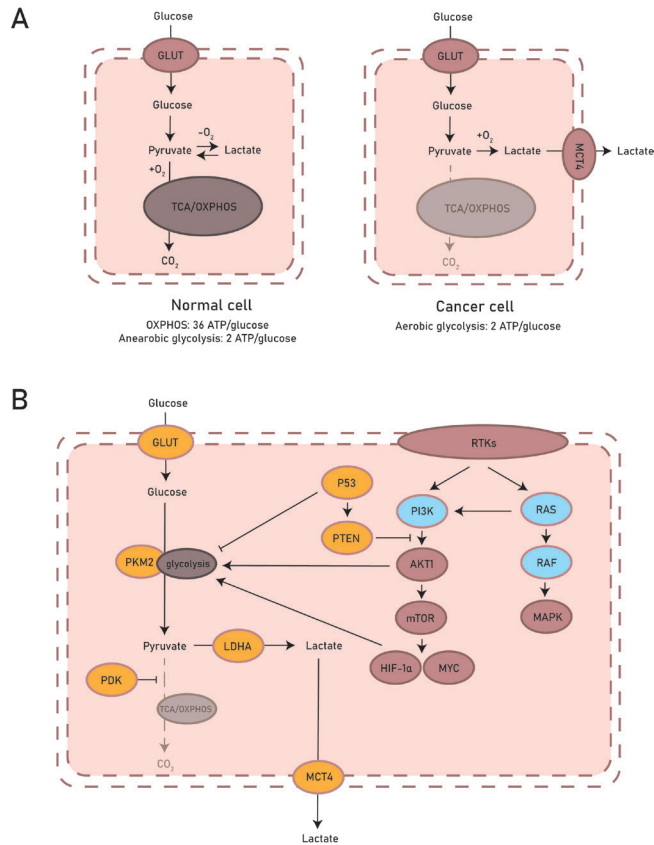 A
Glucose
GLUT
Glucose
Pyruvate
-O2
Lactate
+O2
TCA/OXPHOS
CO2
Normal cell
OXPHOS: 36 ATP/glucose
Anearobic glycolysis: 2 ATP/glucose
Glucose
GLUT
Glucose
Pyruvate
+O2
Lactate
MCT4
Lactate
TCA/OXPHOS
CO2
Cancer cell
Aerobic glycolysis: 2 ATP/glucose
B
Glucose
GLUT
RTKs
Glucose
P53
PI3K
RAS
PTEN
PKM2
glycolysis
AKT1
RAF
mTOR
MAPK
Pyruvate
LDHA
Lactate
HIF-1α
MYC
PDK
TCA/OXPHOS
CO2
MCT4
Lactate